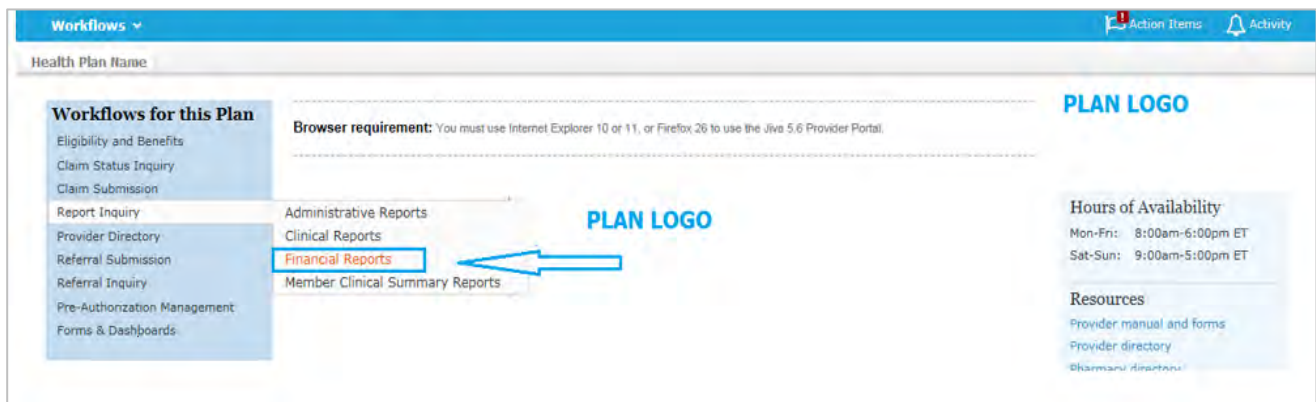 Workflows
Action Items
Activity
Health Plan Name
Workflows for this Plan
Eligibility and Benefits
Claim Status Inquiry
Claim Submission
Report Inquiry
Provider Directory
Referral Submission
Referral Inquiry
Pre-Authorization Management
Forms & Dashboards
Browser requirement: You must use Internet Explorer 10 or 11, or Firefox 26 to use the Jiva 5.6 Provider Portal.
Administrative Reports
Clinical Reports
Financial Reports
Member Clinical Summary Reports
PLAN LOGO
PLAN LOGO
Hours of Availability
Mon-Fri: 8:00am-6:00pm ET
Sat-Sun: 9:00am-5:00pm ET
Resources
Provider manual and forms
Provider directory
Pharmacy directory